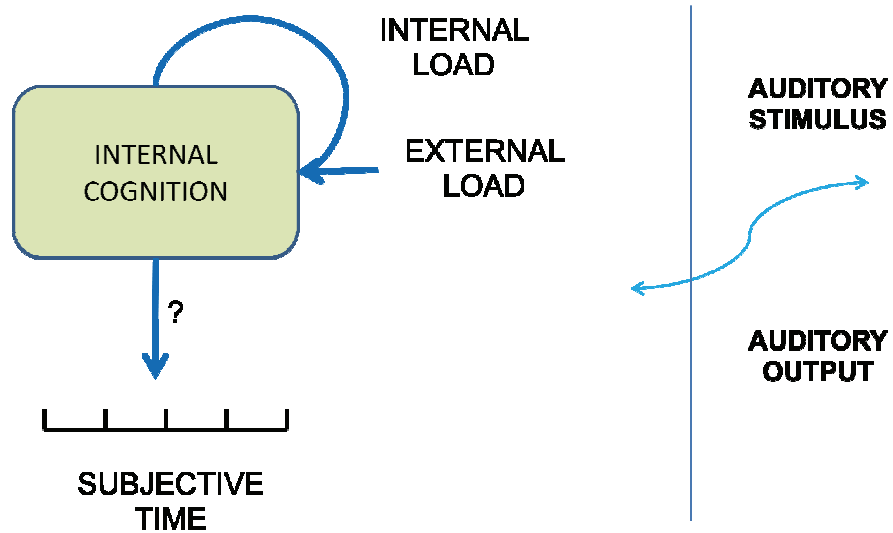 INTERNAL
LOAD
EXTERNAL
LOAD
INTERNAL
COGNITION
?
SUBJECTIVE
TIME
AUDITORY
STIMULUS
AUDITORY
OUTPUT